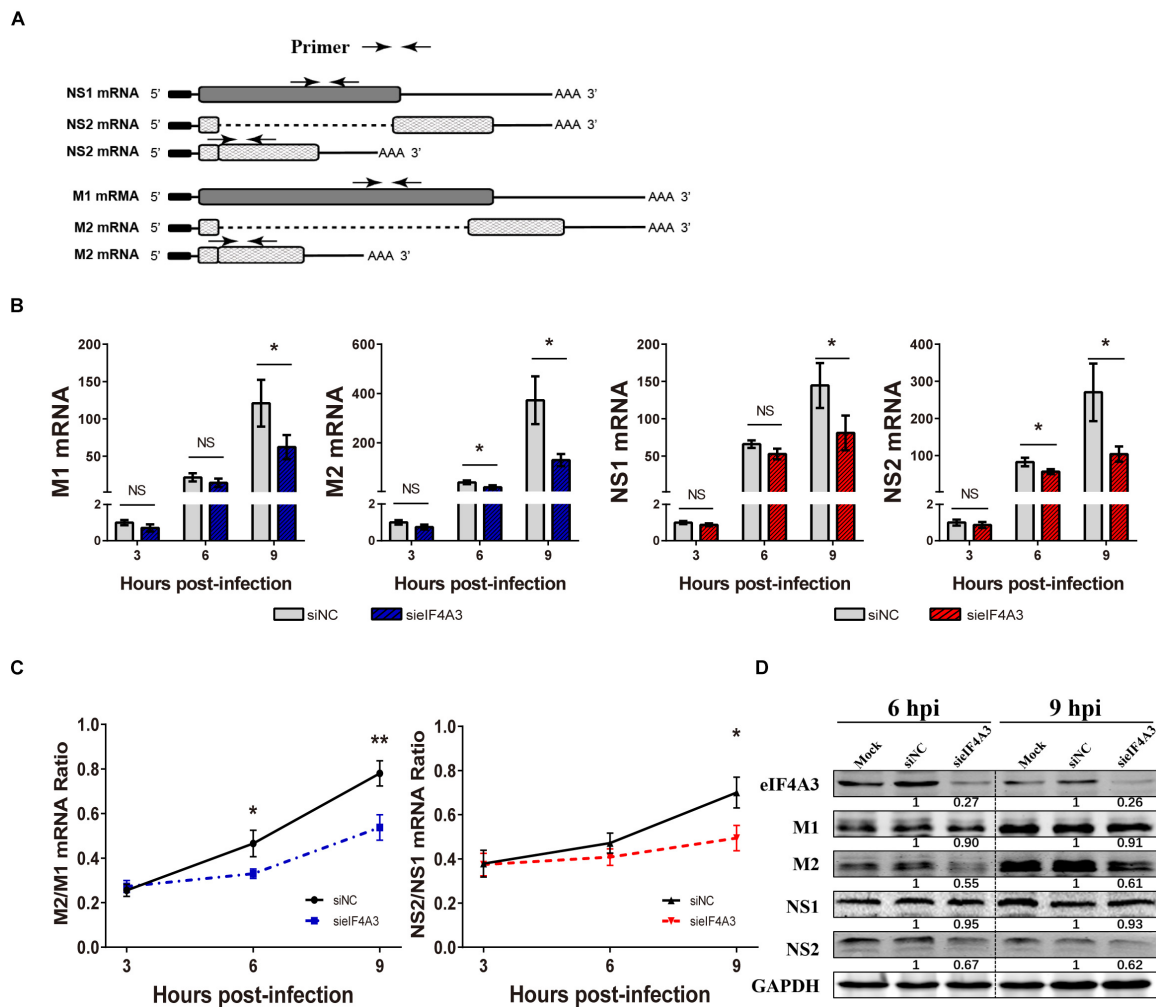 A
Primer
NS1 mRNA 5' AAA 3'
NS2 mRNA 5' AAA 3'
NS2 mRNA 5' AAA 3'
M1 mRMA 5' AAA 3'
M2 mRNA 5' AAA 3'
M2 mRNA 5' AAA 3'
B
M1 mRNA
200
150
100
50
2
0
NS
NS
*
3 6 9
Hours post-infection
M2 mRNA
600
400
200
2
0
NS
*
*
3 6 9
Hours post-infection
siNC sieIF4A3
NS1 mRNA
200
150
100
50
2
0
NS
NS
*
3 6 9
Hours post-infection
NS2 mRNA
400
300
200
100
2
0
NS
*
*
3 6 9
Hours post-infection
siNC sieIF4A3
C
M2/M1 mRNA Ratio
1.0
0.8
0.6
0.4
0.2
0.0
*
**
siNC
sieIF4A3
3 6 9
Hours post-infection
NS2/NS1 mRNA Ratio
1.0
0.8
0.6
0.4
0.2
0.0
*
siNC
sieIF4A3
3 6 9
Hours post-infection
D
6 hpi 9 hpi
Mock siNC sieIF4A3 Mock siNC sieIF4A3
eIF4A3
1 0.27 1 0.26
M1
1 0.90 1 0.91
M2
1 0.55 1 0.61
NS1
1 0.95 1 0.93
NS2
1 0.67 1 0.62
GAPDH